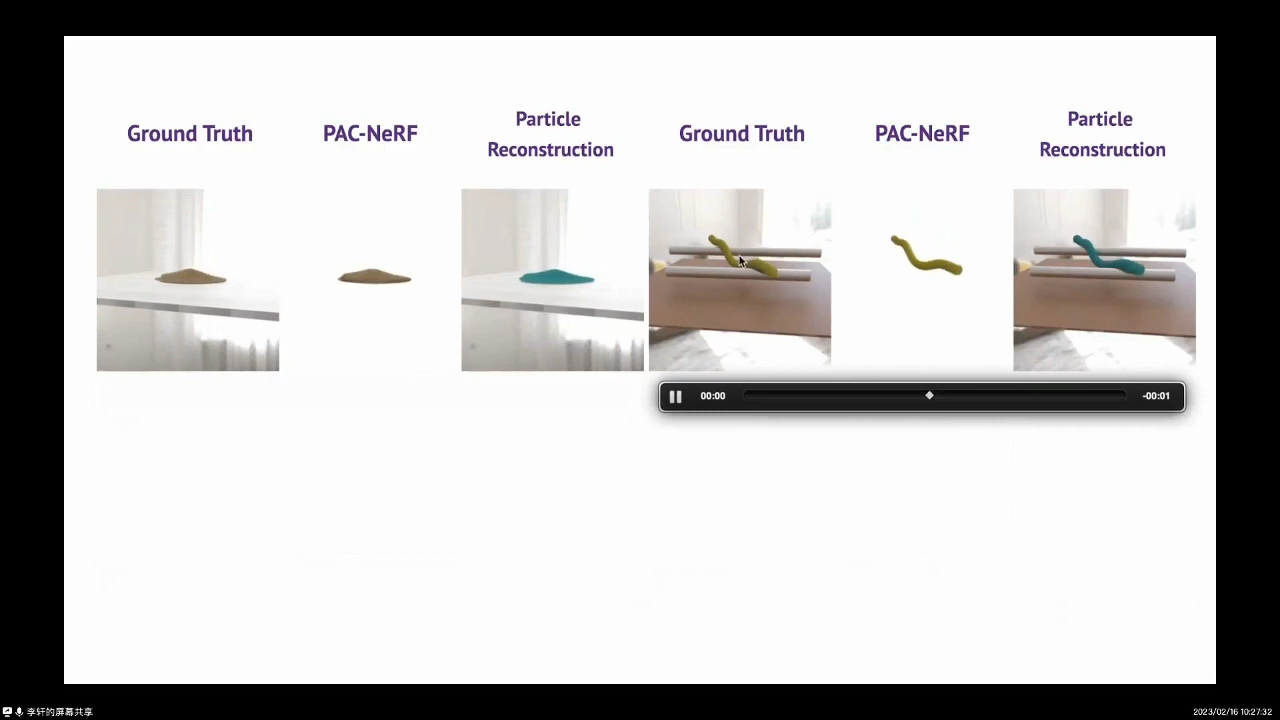 Ground Truth
PAC-NeRF
Particle
Reconstruction
Ground Truth
PAC-NeRF
Particle
Reconstruction
00:00
-00:01
李轩的屏幕共享
2023/02/16 10:27:32